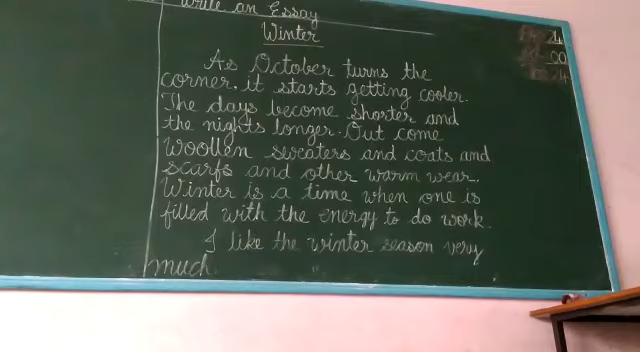 Write an Essay
Winter
As October turns the
corner, it starts getting cooler.
The days become shorter and
the nights longer. Out come
woollen sweaters and coats and
scarfs and other warm wear.
Winter is a time when one is
filled with the energy to do work.
I like the winter season very
much